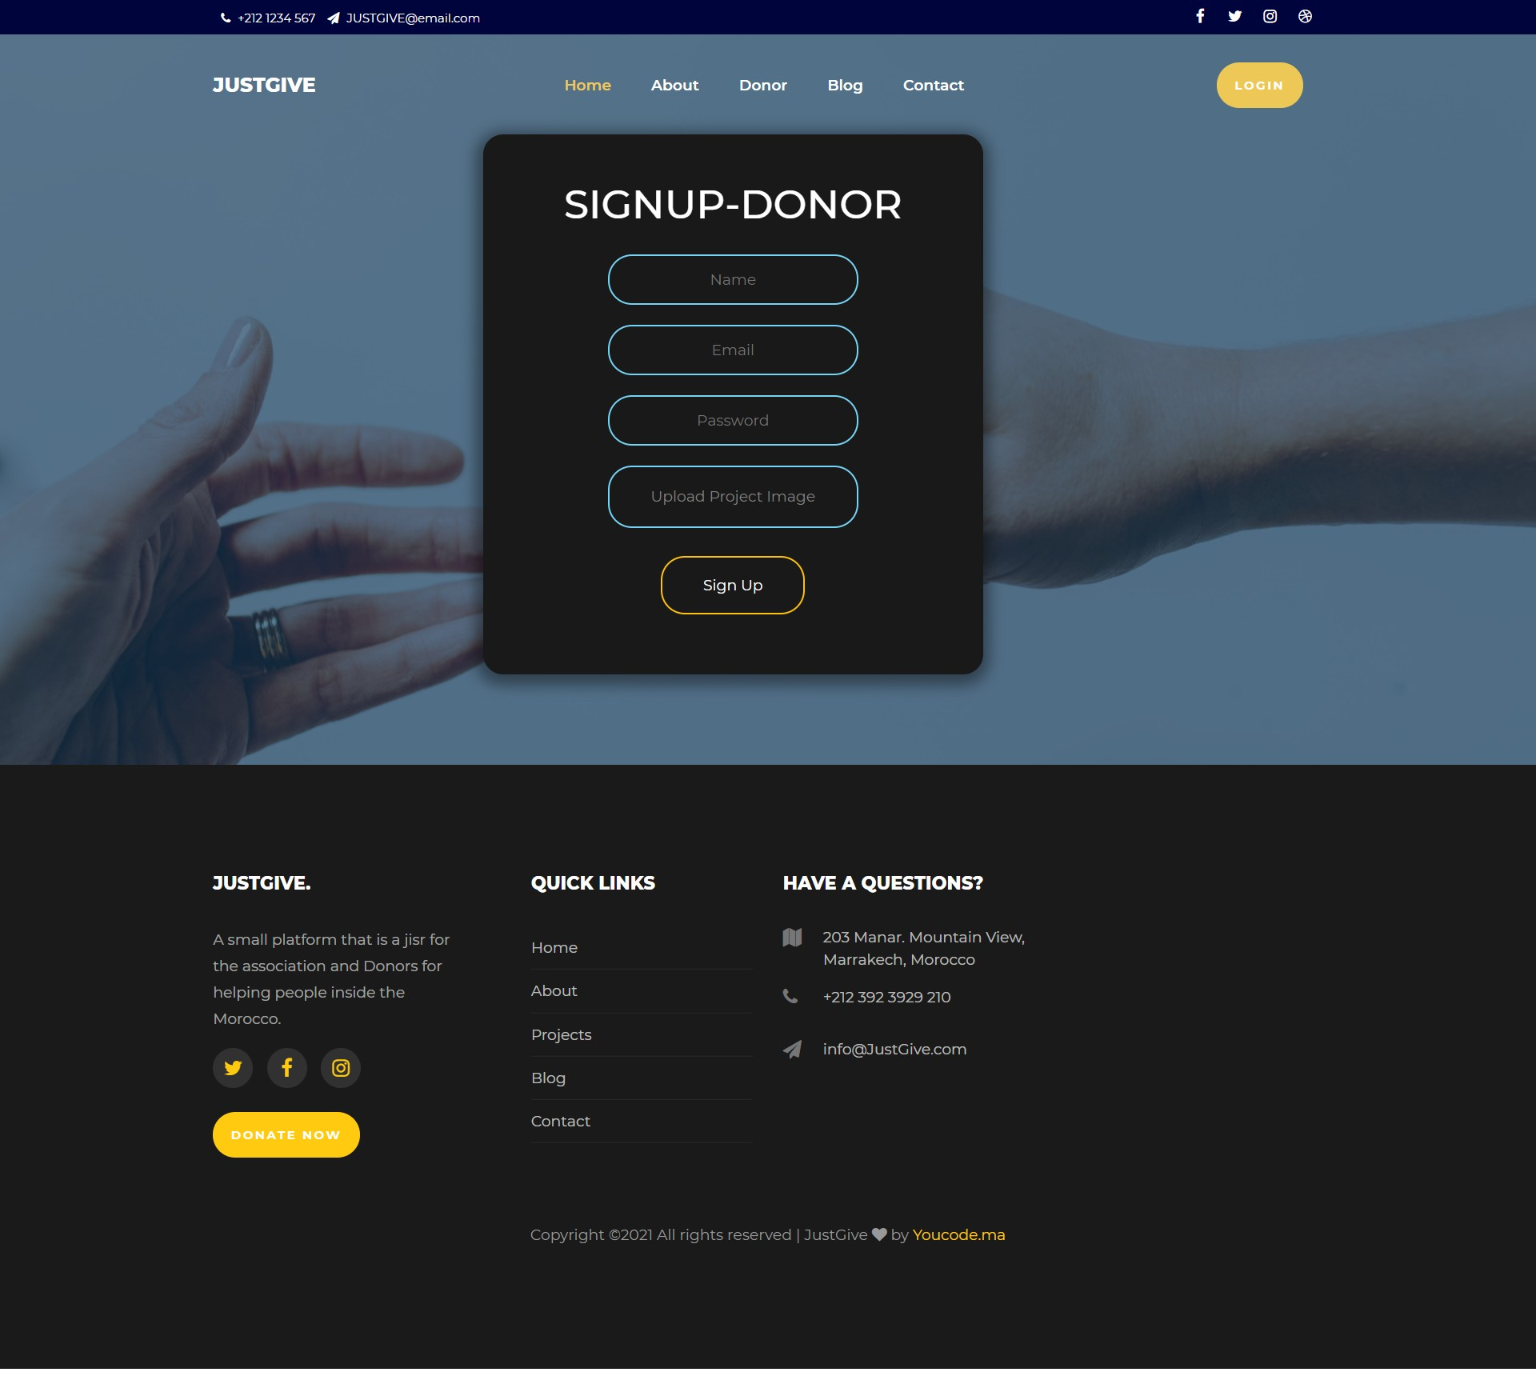 +212 1234 567 JUSTGIVE@email.com
JUSTGIVE Home About Donor Blog Contact LOGIN
SIGNUP-DONOR
Name
Email
Password
Upload Project Image
Sign Up
JUSTGIVE.
A small platform that is a jisr for
the association and Donors for
helping people inside the
Morocco.
DONATE NOW
QUICK LINKS
Home
About
Projects
Blog
Contact
HAVE A QUESTIONS?
203 Manar. Mountain View,
Marrakech, Morocco
+212 392 3929 210
info@JustGive.com
Copyright ©2021 All rights reserved | JustGive by Youcode.ma